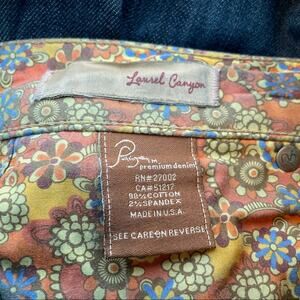 Laurel Canyon
premium denim
RN#27002
CA#51217
98% COTTON
2% SPANDEX
MADE IN U.S.A.
SEE CARE ON REVERSE